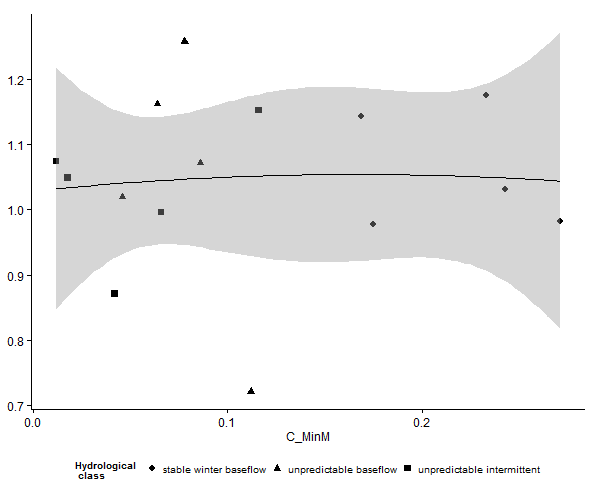 1.2
1.1
1.0
0.9
0.8
0.7
0.0 0.1 0.2
C_MinM
Hydrological
class
stable winter baseflow unpredictable baseflow unpredictable intermittent